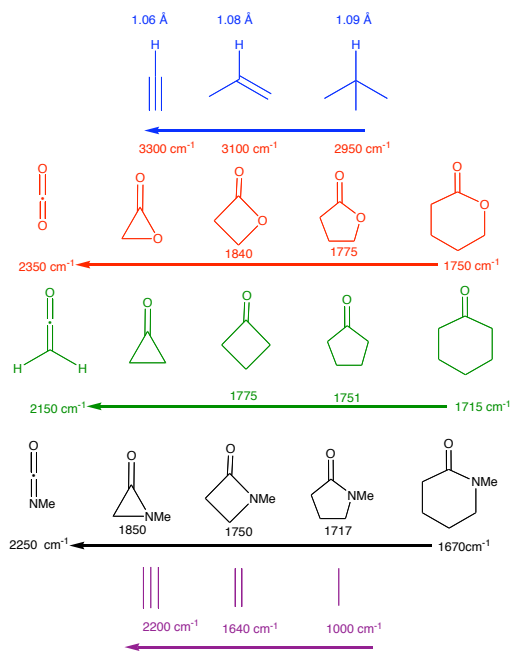 1.06 Å 1.08 Å 1.09 Å
H H H
3300 cm⁻¹ 3100 cm⁻¹ 2950 cm⁻¹
O O O O O
O O O O O
1840 1775
2350 cm⁻¹ 1750 cm⁻¹
O O O O O
H H
1775 1751
2150 cm⁻¹ 1715 cm⁻¹
O O O O O
NMe NMe NMe NMe NMe
1850 1750 1717
2250 cm⁻¹ 1670cm⁻¹
2200 cm⁻¹ 1640 cm⁻¹ 1000 cm⁻¹